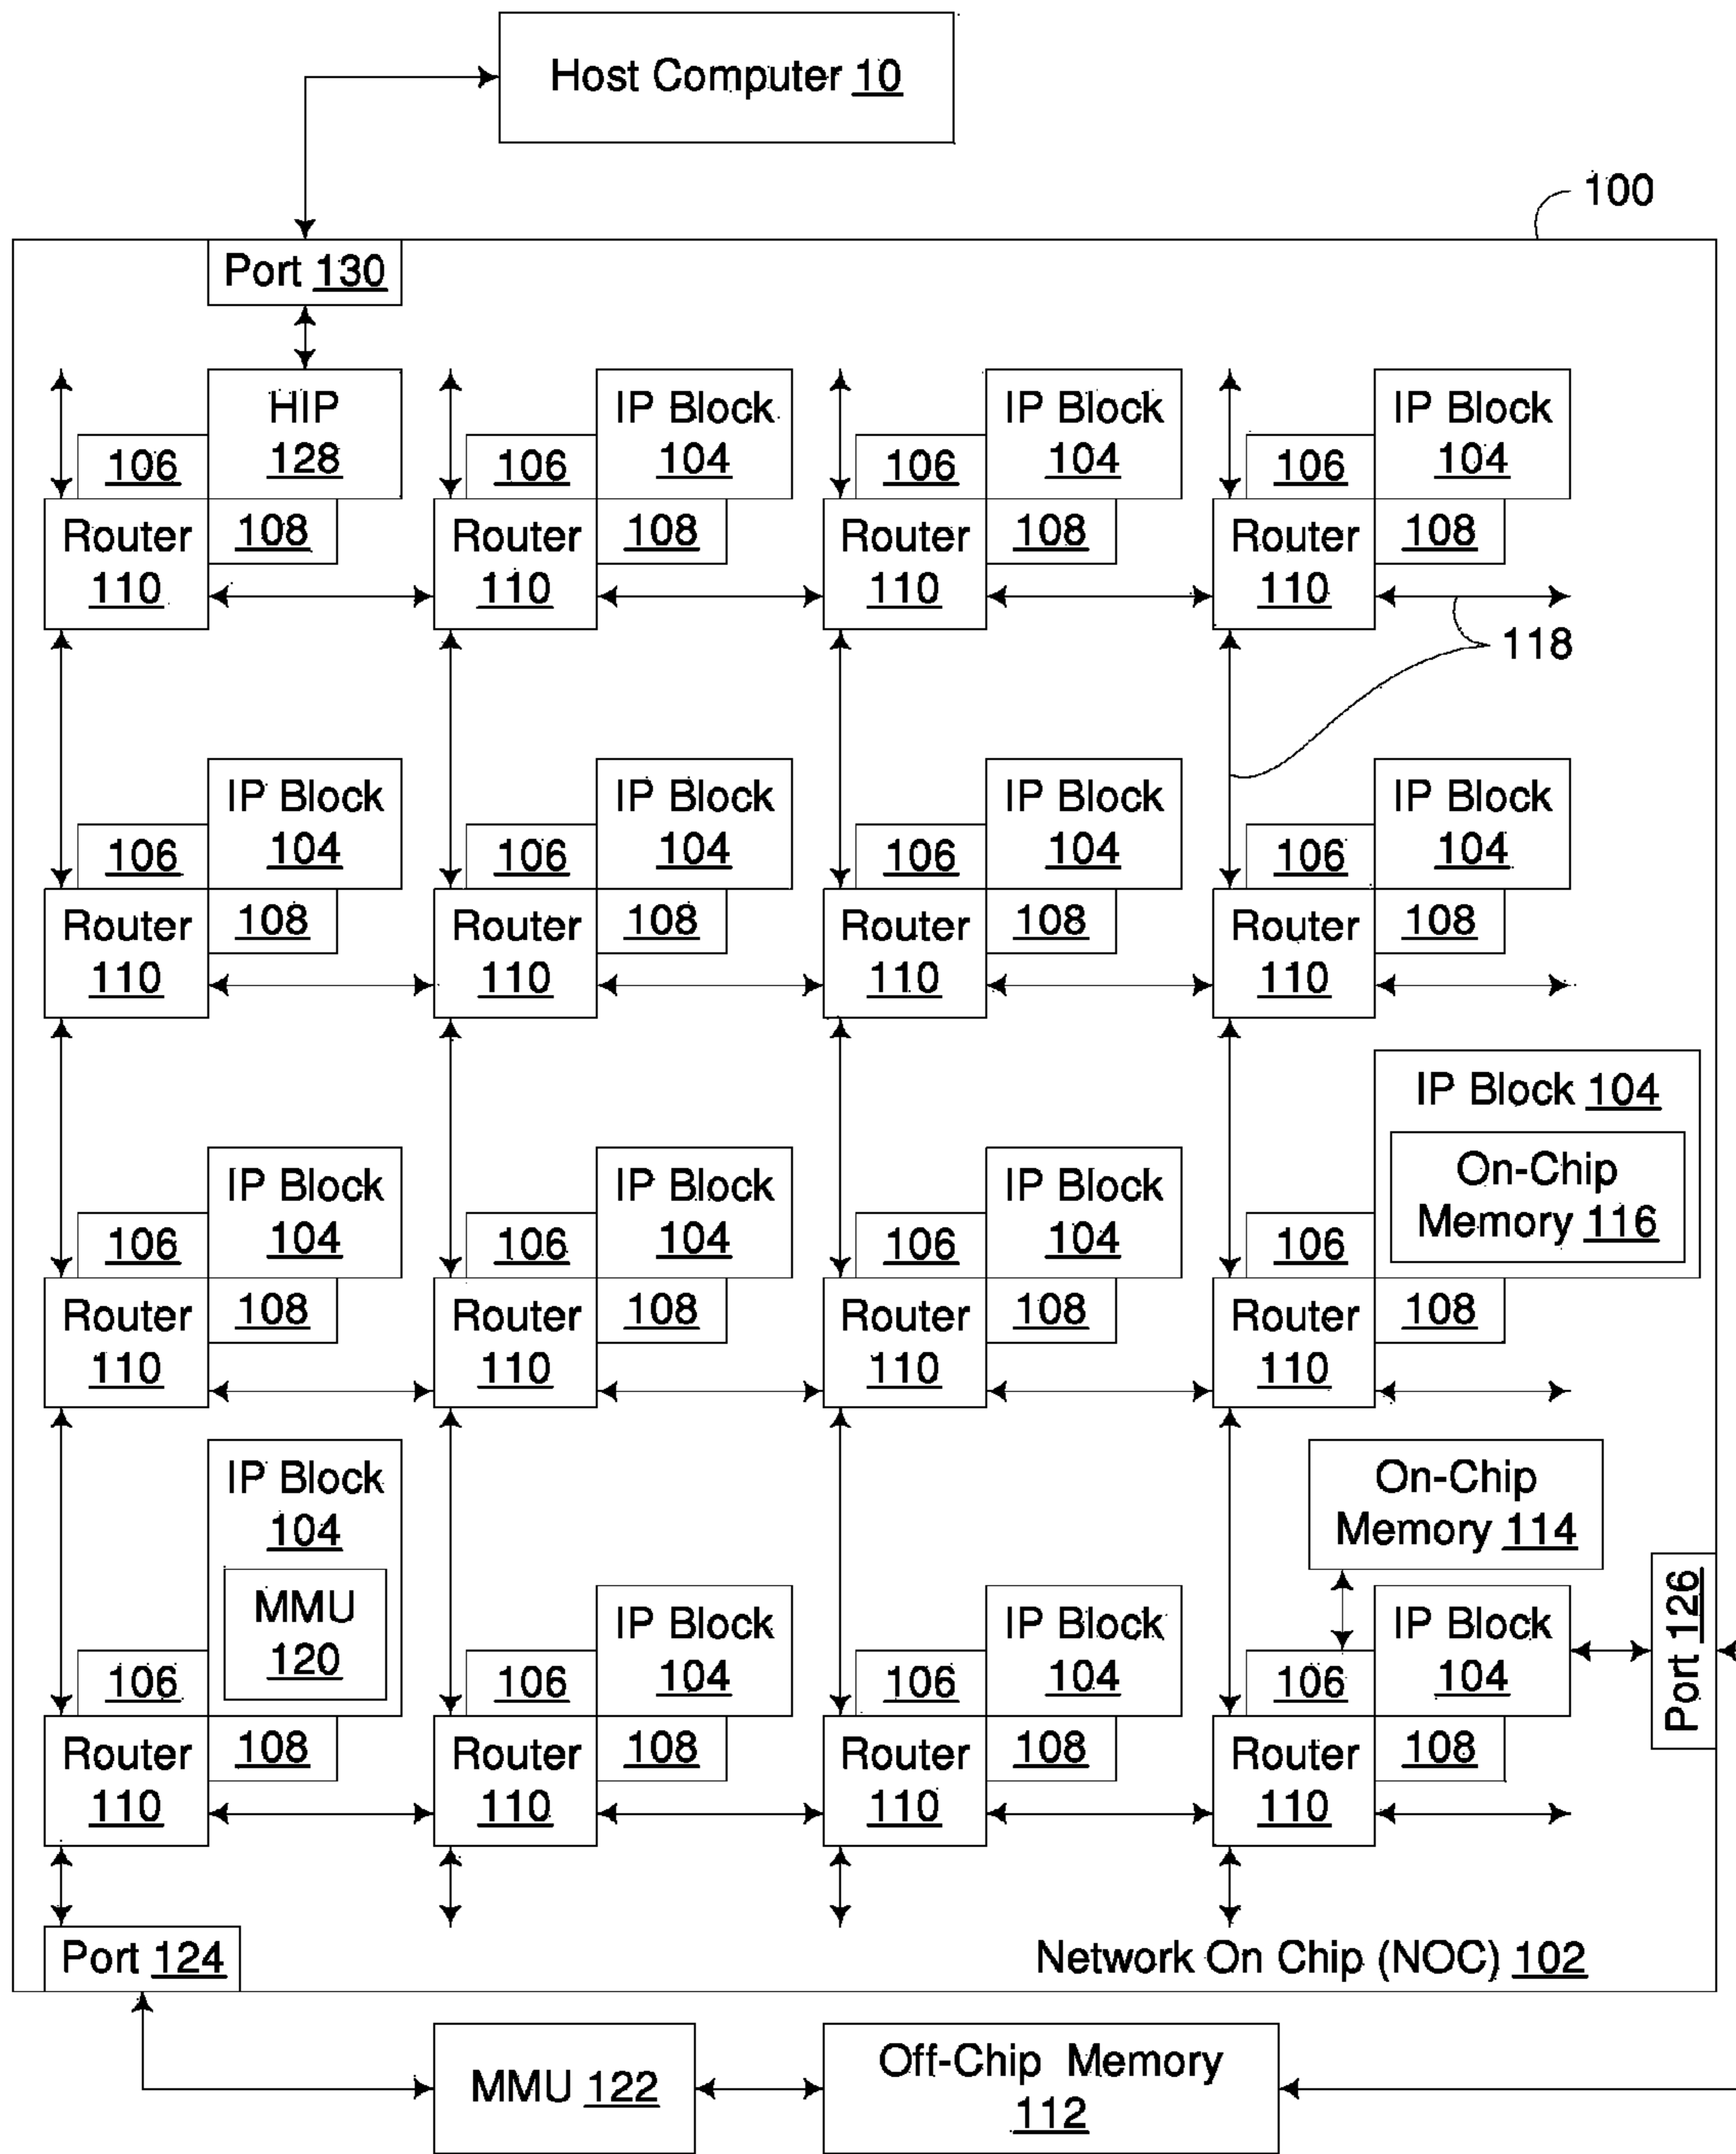 Host Computer 10
100
Port 130
HIP
128
106
Router
110
108
IP Block
104
106
Router
110
108
IP Block
104
106
Router
110
108
IP Block
104
106
Router
110
108
118
IP Block
104
106
Router
110
108
IP Block
104
106
Router
110
108
IP Block
104
106
Router
110
108
IP Block
104
106
Router
110
108
IP Block
104
106
Router
110
108
IP Block
104
106
Router
110
108
IP Block
104
106
Router
110
108
IP Block 104
On-Chip
Memory 116
106
Router
110
108
IP Block
104
MMU
120
106
Router
110
108
IP Block
104
106
Router
110
108
IP Block
104
106
Router
110
108
On-Chip
Memory 114
IP Block
104
106
Router
110
108
Port 126
Port 124
Network On Chip (NOC) 102
MMU 122
Off-Chip Memory
112